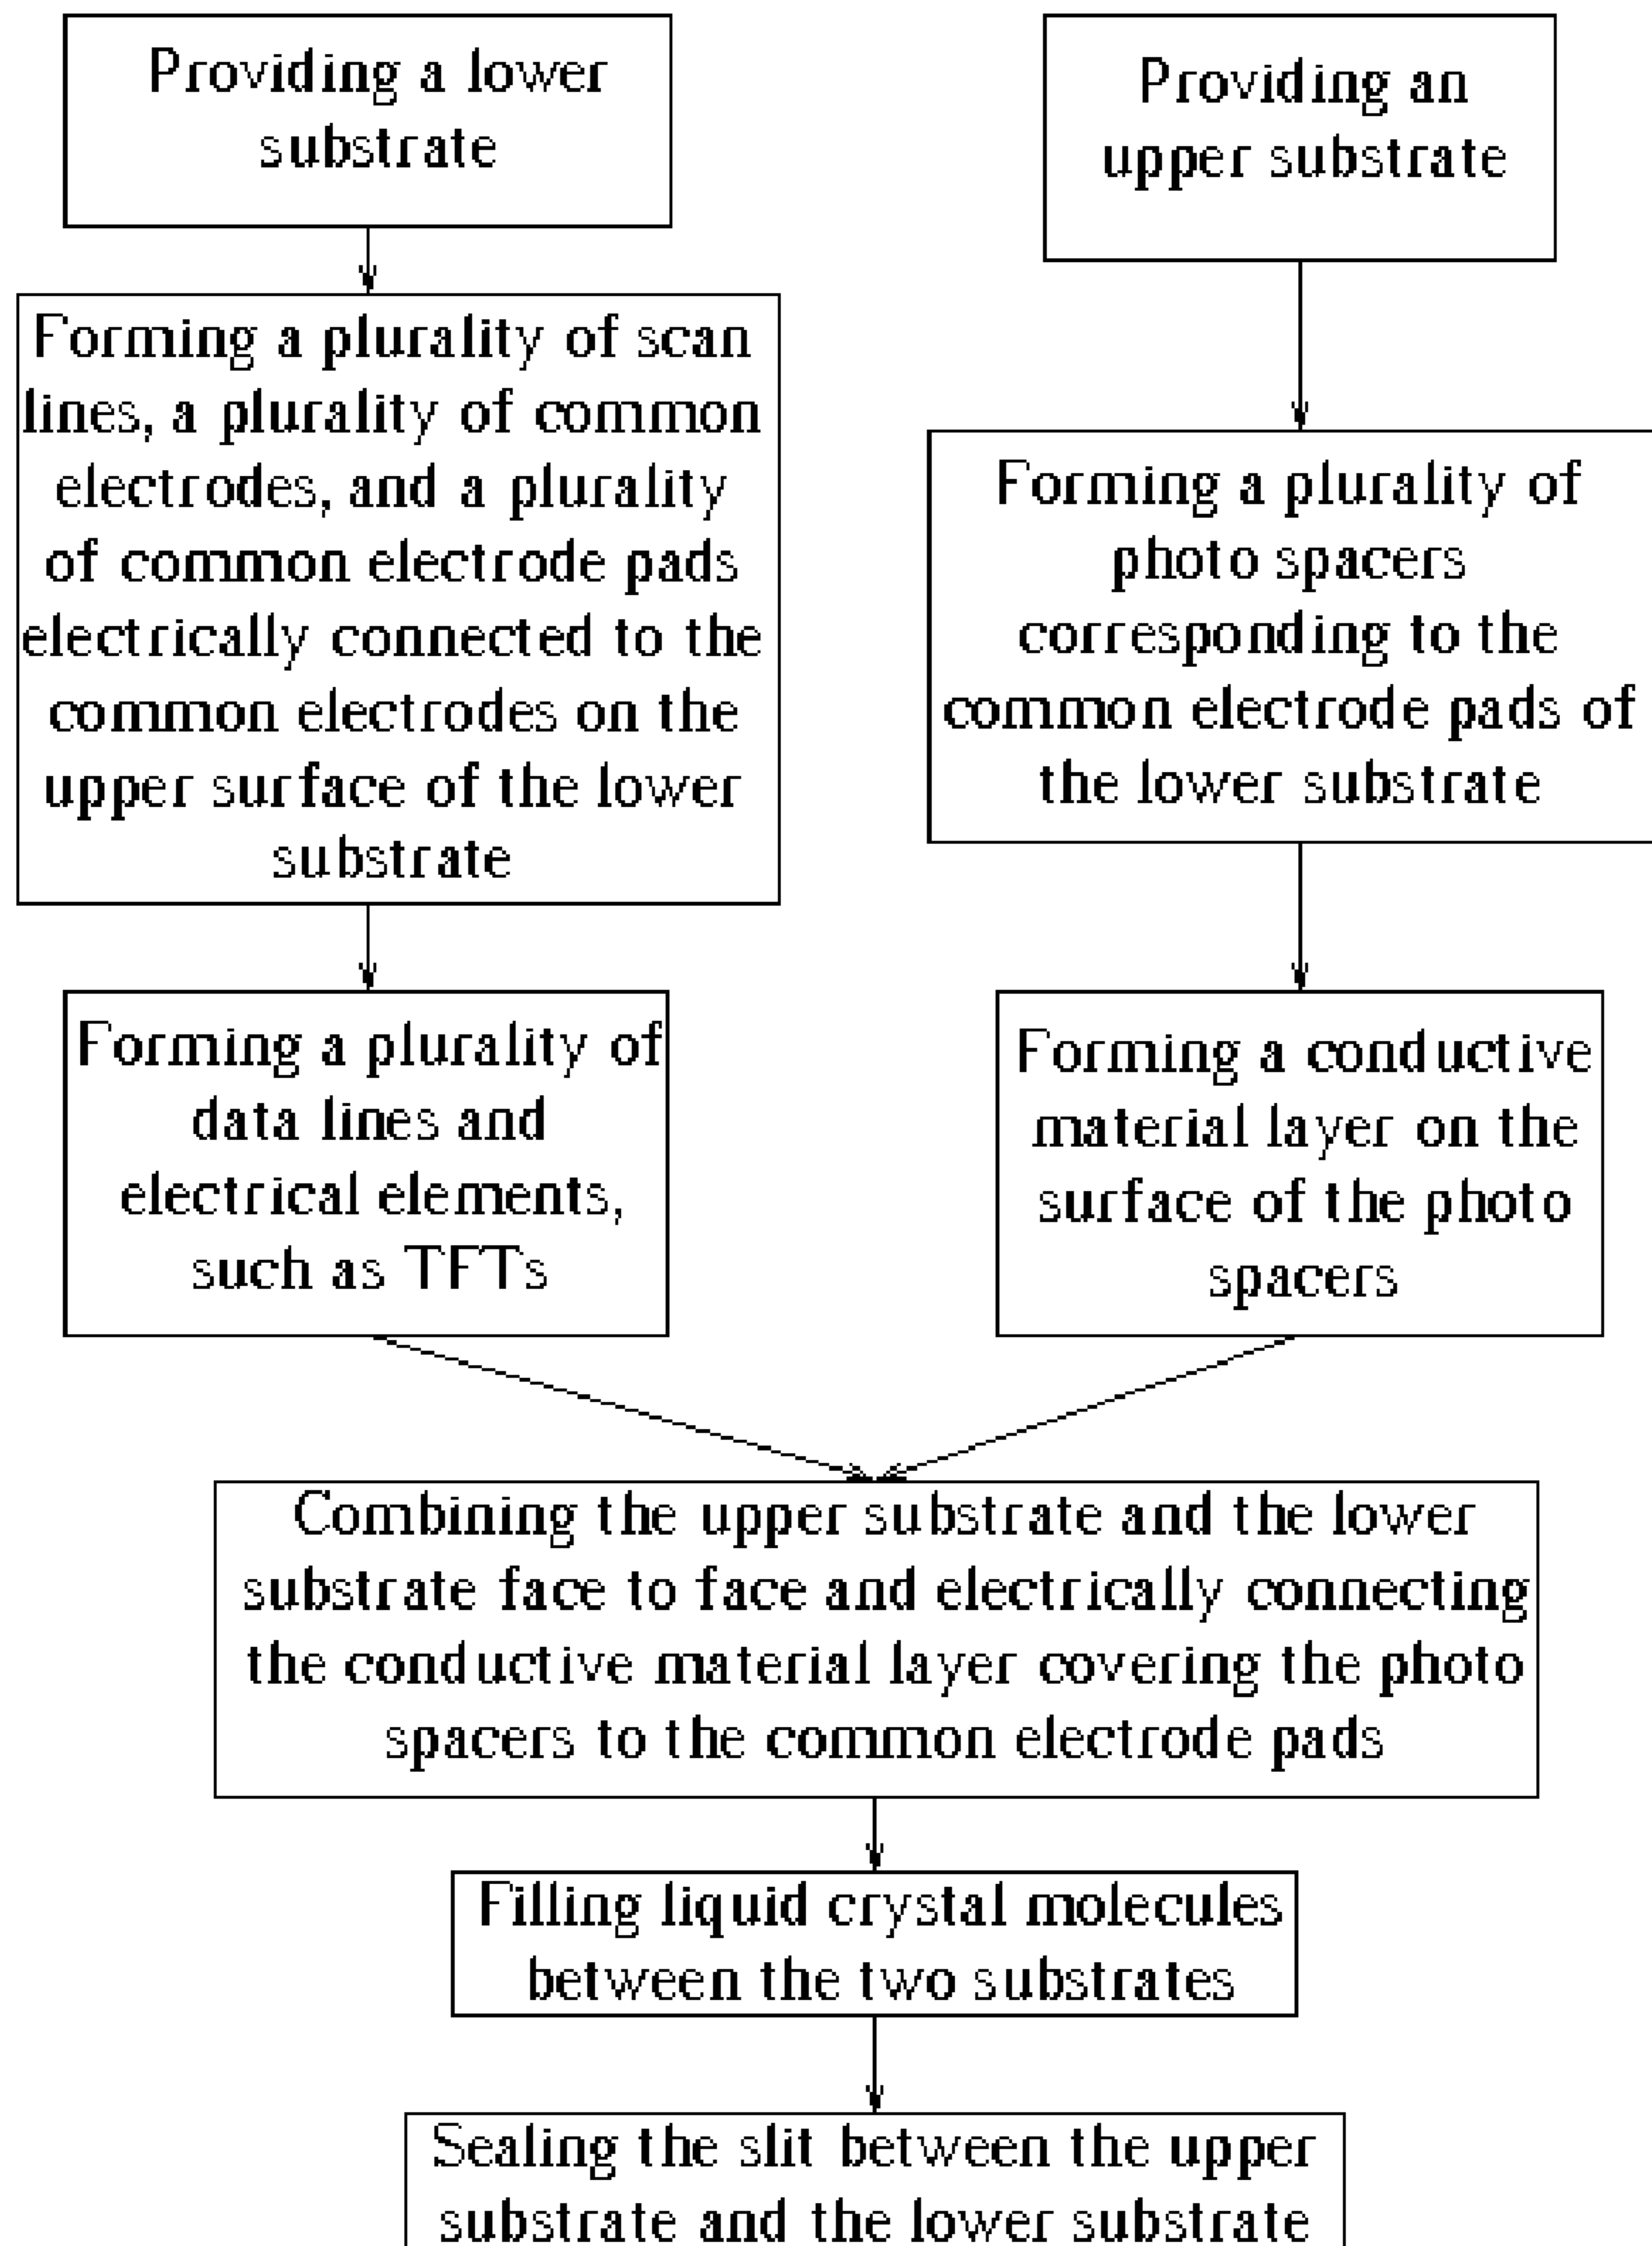 Providing a lower
substrate
Forming a plurality of scan
lines, a plurality of common
electrodes, and a plurality
of common electrode pads
electrically connected to the
common electrodes on the
upper surface of the lower
substrate
Forming a plurality of
data lines and
electrical elements,
such as TFTs
Providing an
upper substrate
Forming a plurality of
photo spacers
corresponding to the
common electrode pads of
the lower substrate
Forming a conductive
material layer on the
surface of the photo
spacers
Combining the upper substrate and the lower
substrate face to face and electrically connecting
the conductive material layer covering the photo
spacers to the common electrode pads
Filling liquid crystal molecules
between the two substrates
Sealing the slit between the upper
substrate and the lower substrate